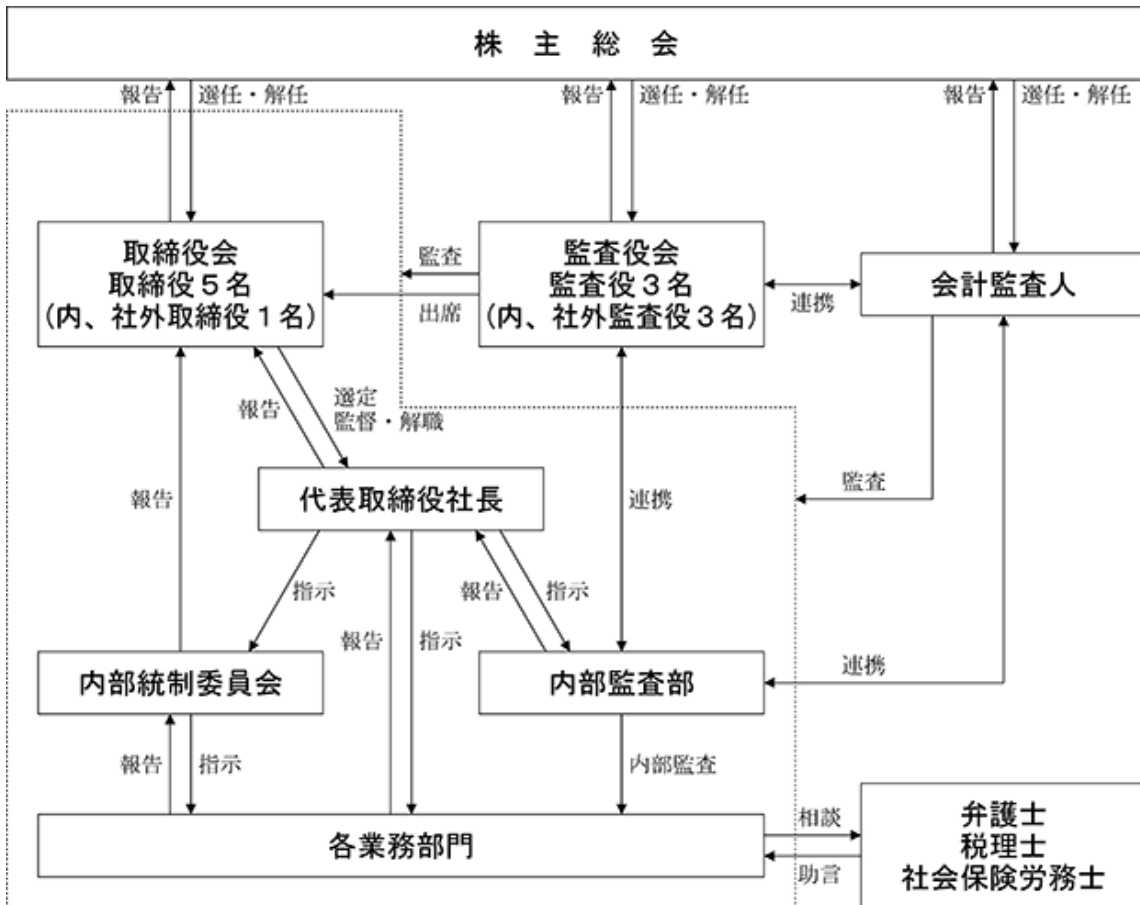 株 主 総 会
報告
選任・解任
報告
選任・解任
報告
選任・解任
取締役会
取締役５名
(内、社外取締役１名)
監査
出席
監査役会
監査役３名
(内、社外監査役３名)
連携
会計監査人
報告
選定
監督・解職
代表取締役社長
報告
連携
監査
指示
報告
指示
報告
指示
内部統制委員会
内部監査部
連携
報告
指示
内部監査
各業務部門
相談
助言
弁護士
税理士
社会保険労務士